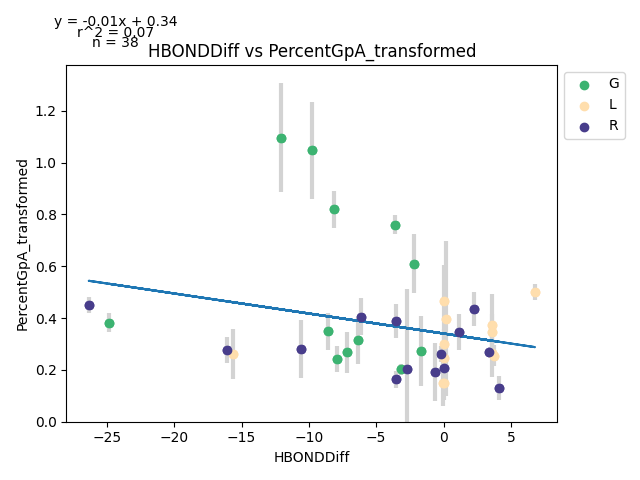 y = -0.01x + 0.34
r^2 = 0.07
n = 38
HBONDDiff vs PercentGpA_transformed
G
L
R
PercentGpA_transformed
1.2
1.0
0.8
0.6
0.4
0.2
0.0
−25
−20
−15
−10
−5
0
5
HBONDDiff